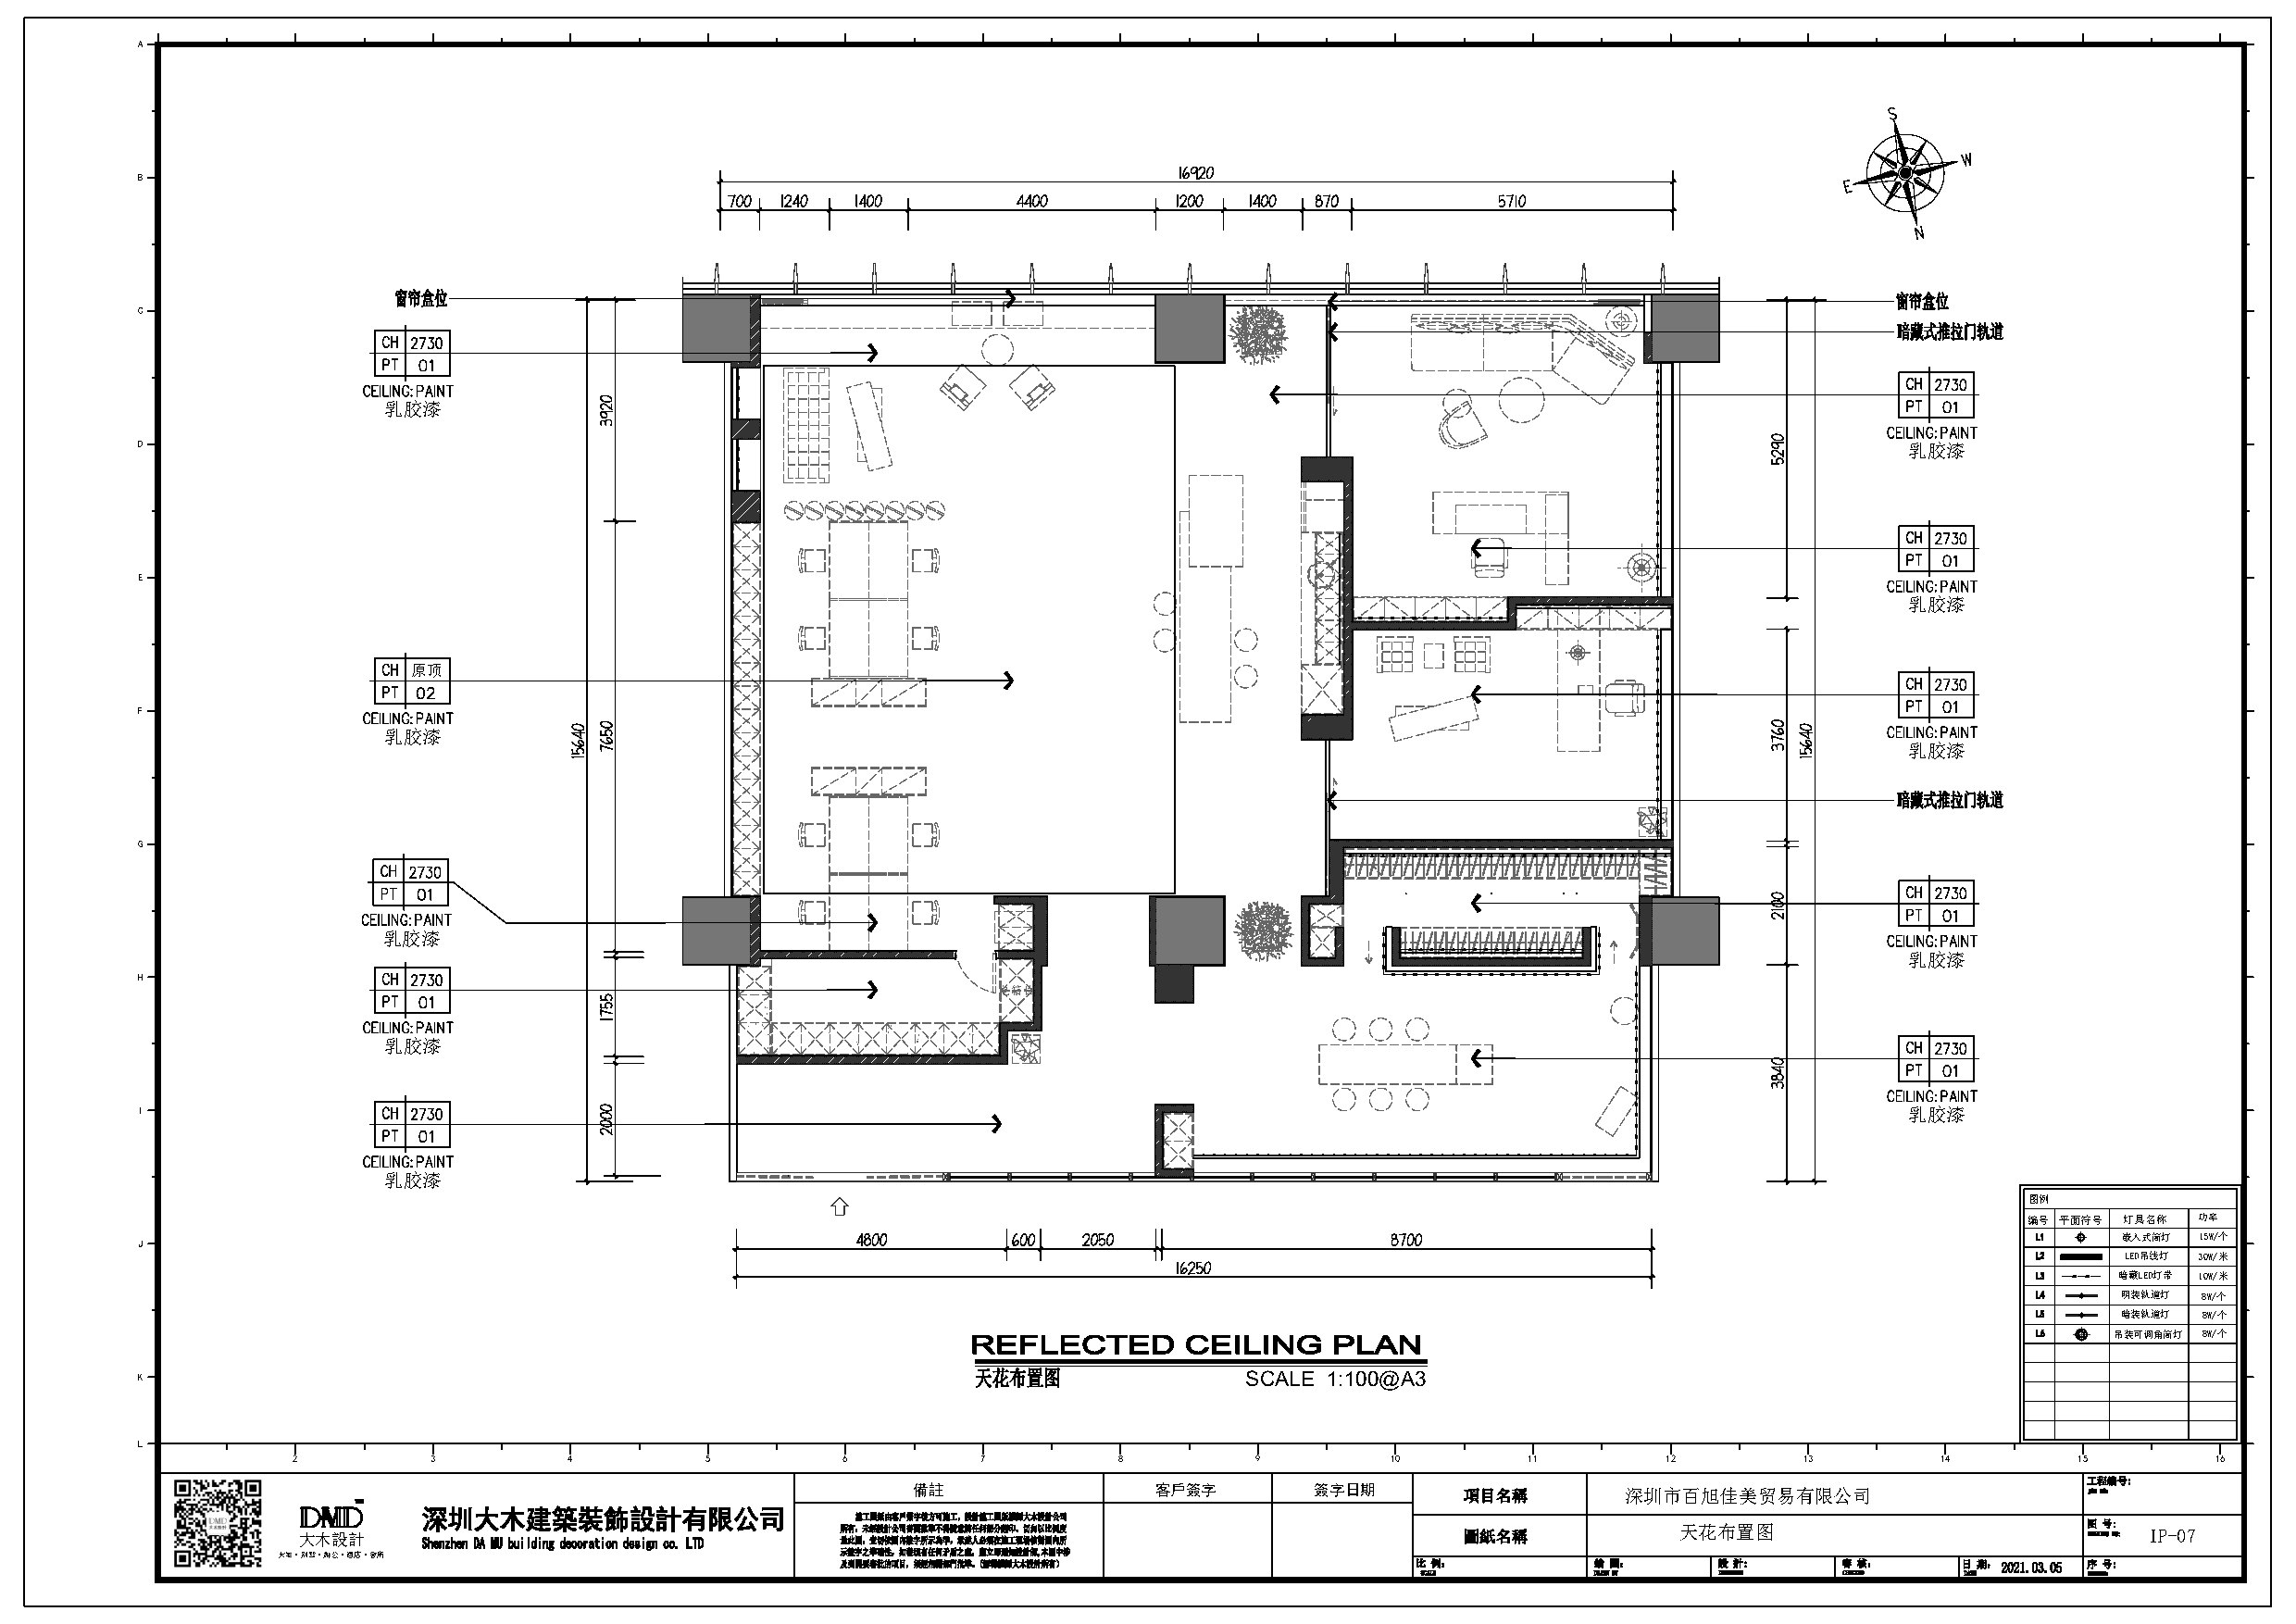 A
B
C
D
E
F
G
H
I
J
K
L
S
W
E
N
16920
700
1240
1400
4400
1200
1400
870
5710
窗帘盒位
CH 2730
PT 01
CEILING:PAINT
乳胶漆
CH 原顶
PT 02
CEILING:PAINT
乳胶漆
CH 2730
PT 01
CEILING:PAINT
乳胶漆
CH 2730
PT 01
CEILING:PAINT
乳胶漆
CH 2730
PT 01
CEILING:PAINT
乳胶漆
15640
3920
7650
1755
2000
窗帘盒位
暗藏式推拉门轨道
CH 2730
PT 01
CEILING:PAINT
乳胶漆
CH 2730
PT 01
CEILING:PAINT
乳胶漆
CH 2730
PT 01
CEILING:PAINT
乳胶漆
暗藏式推拉门轨道
CH 2730
PT 01
CEILING:PAINT
乳胶漆
CH 2730
PT 01
CEILING:PAINT
乳胶漆
5290
3760
15640
2100
3840
4800
600
2050
8700
16250
REFLECTED CEILING PLAN
天花布置图 SCALE 1:100@A3
图例
编号 平面符号 灯具名称 功率
L1 嵌入式筒灯 15W/个
L2 LED吊线灯 30W/米
L3 暗藏LED灯带 10W/米
L4 明装轨道灯 8W/个
L5 暗装轨道灯 8W/个
L6 吊装可调角筒灯 8W/个
2 3 4 5 6 7 8 9 10 11 12 13 14 15 16
DMD
大木設計
深圳大木建築裝飾設計有限公司
Shenzhen DA MU building decoration design co. LTD
備註
客戶簽字
簽字日期
項目名稱
深圳市百旭佳美贸易有限公司
圖紙名稱
天花布置图
工程編号:
图 号:
IP-07
比 例:
繪 圖:
設 計:
審 核:
日 期: 2021.03.05
序 号: